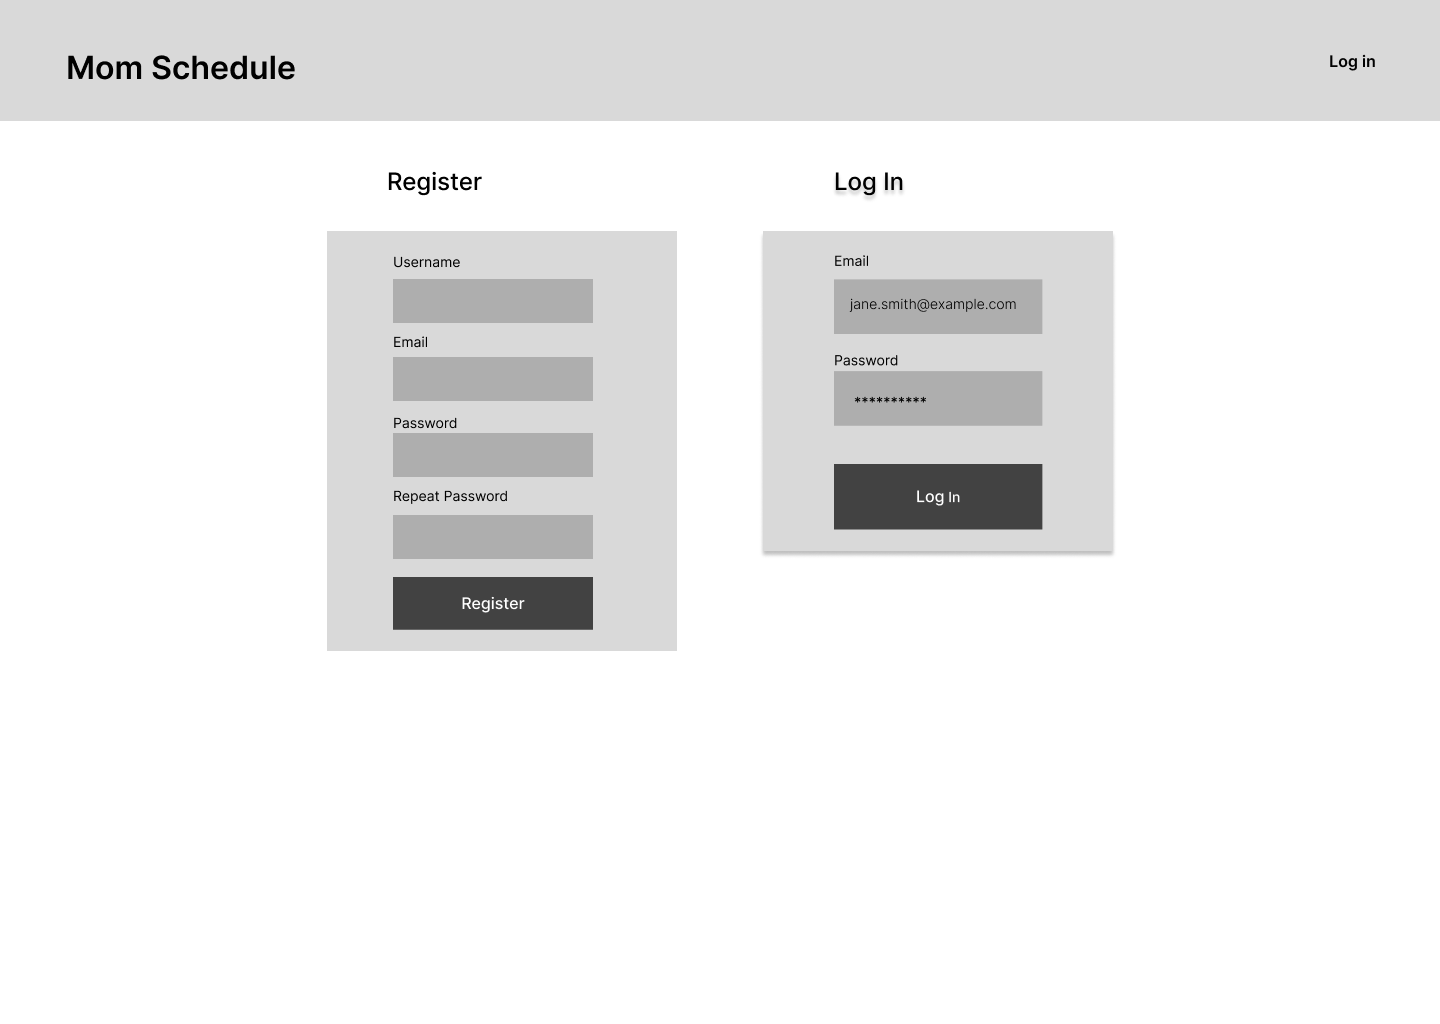 Mom Schedule
Log in
Register
Username
Email
Password
Repeat Password
Register
Log In
Email
jane.smith@example.com
Password
**********
Log In